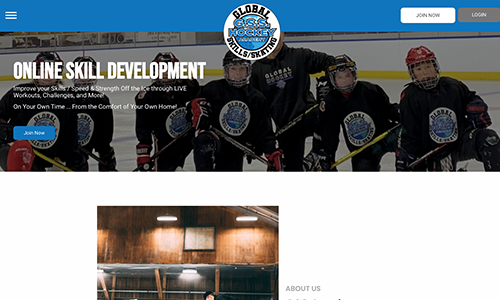 JOIN NOW
LOGIN
GLOBAL
G.S.S.
HOCKEY
ACADEMY
SKILLS/SKATING
ONLINE SKILL DEVELOPMENT
Improve your Skills / Speed & Strength Off the Ice through LIVE
Workouts, Challenges, and More!
On Your Own Time ... From the Comfort of Your Own Home!
Join Now
GLOBAL
ABOUT US